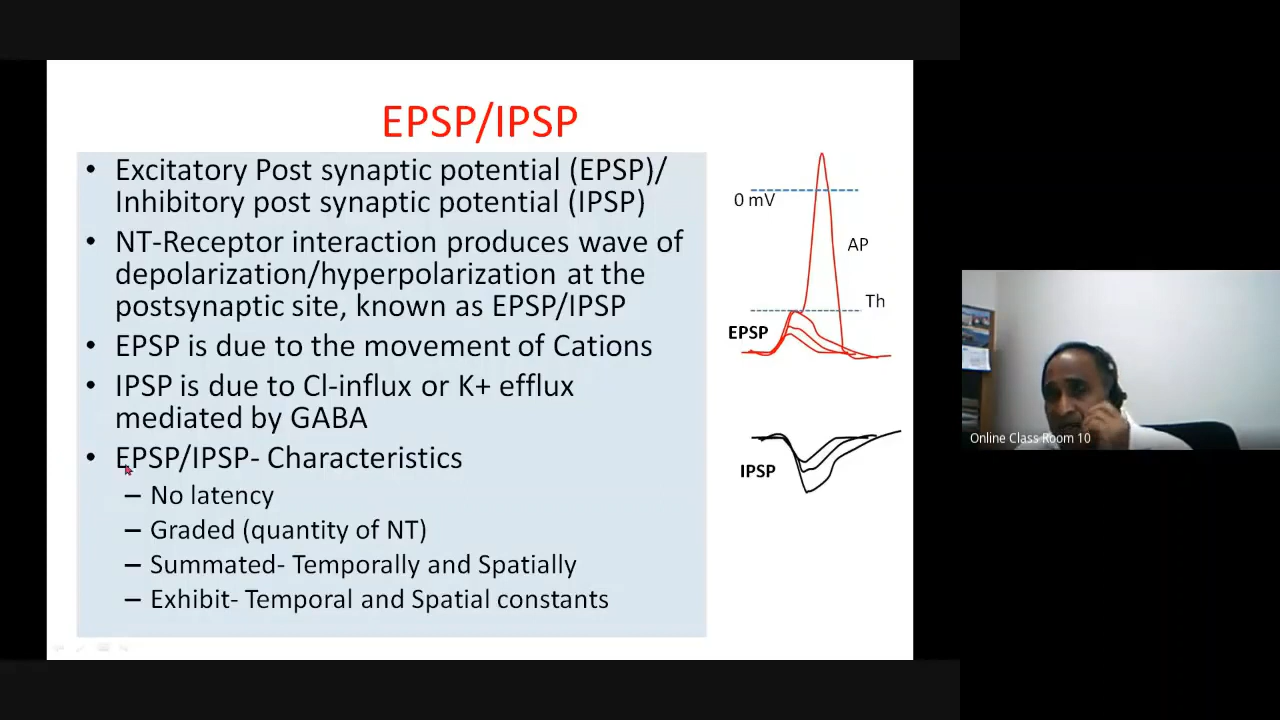 EPSP/IPSP
• Excitatory Post synaptic potential (EPSP)/
Inhibitory post synaptic potential (IPSP)
• NT-Receptor interaction produces wave of
depolarization/hyperpolarization at the
postsynaptic site, known as EPSP/IPSP
• EPSP is due to the movement of Cations
• IPSP is due to Cl-influx or K+ efflux
mediated by GABA
• EPSP/IPSP- Characteristics
– No latency
– Graded (quantity of NT)
– Summated- Temporally and Spatially
– Exhibit- Temporal and Spatial constants
0 mV
AP
Th
EPSP
IPSP
Online Class Room 10